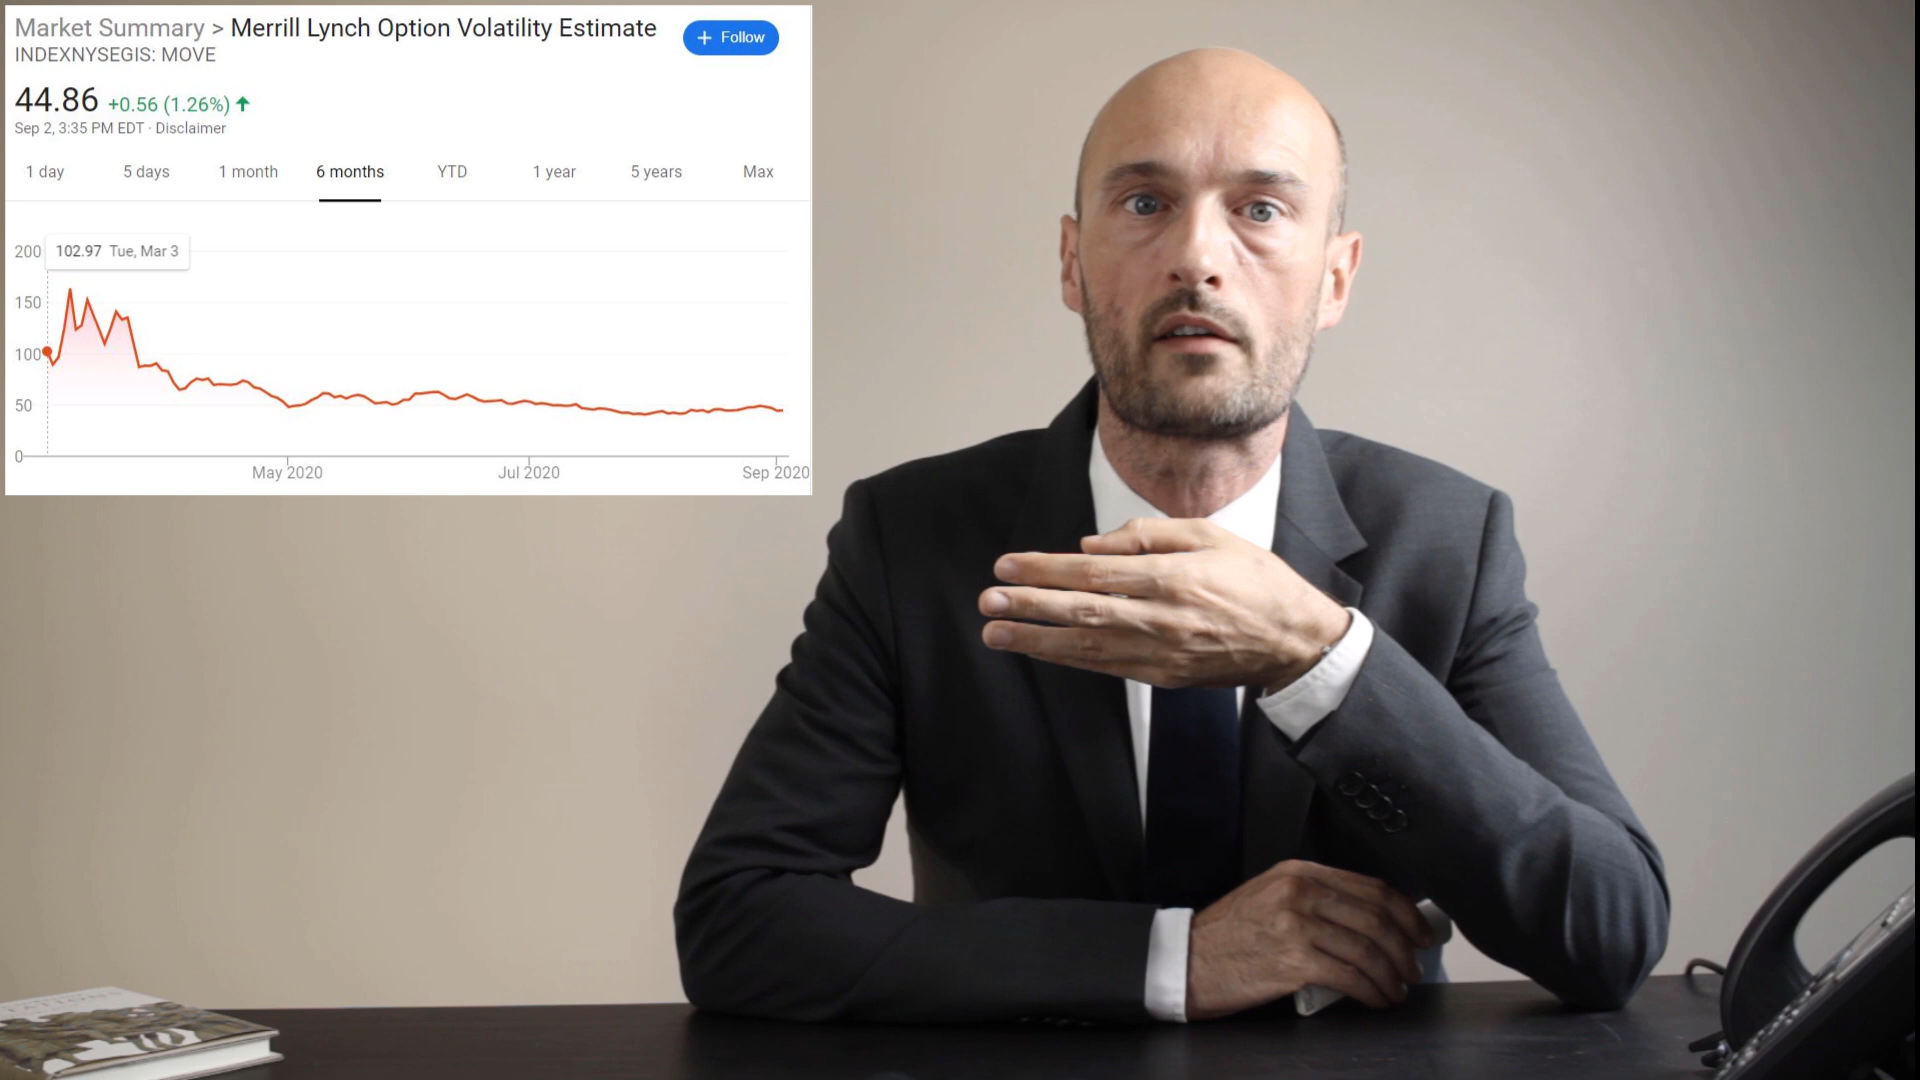 Market Summary > Merrill Lynch Option Volatility Estimate
+ Follow
INDEXNYSEGIS: MOVE
44.86 +0.56 (1.26%) ↑
Sep 2, 3:35 PM EDT · Disclaimer
1 day 5 days 1 month 6 months YTD 1 year 5 years Max
200
102.97 Tue, Mar 3
150
100
50
0
May 2020 Jul 2020 Sep 2020